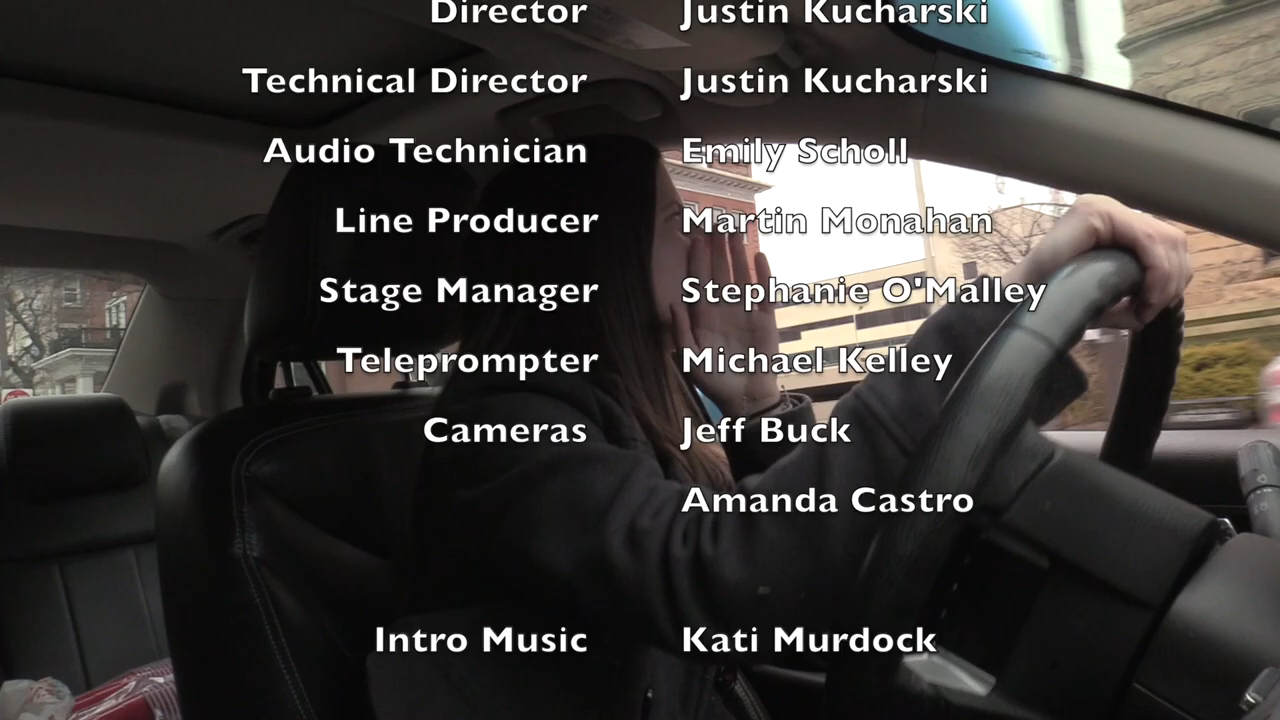 Director Justin Kucharski
Technical Director Justin Kucharski
Audio Technician Emily Scholl
Line Producer Martin Monahan
Stage Manager Stephanie O'Malley
Teleprompter Michael Kelley
Cameras Jeff Buck
Amanda Castro
Intro Music Kati Murdock